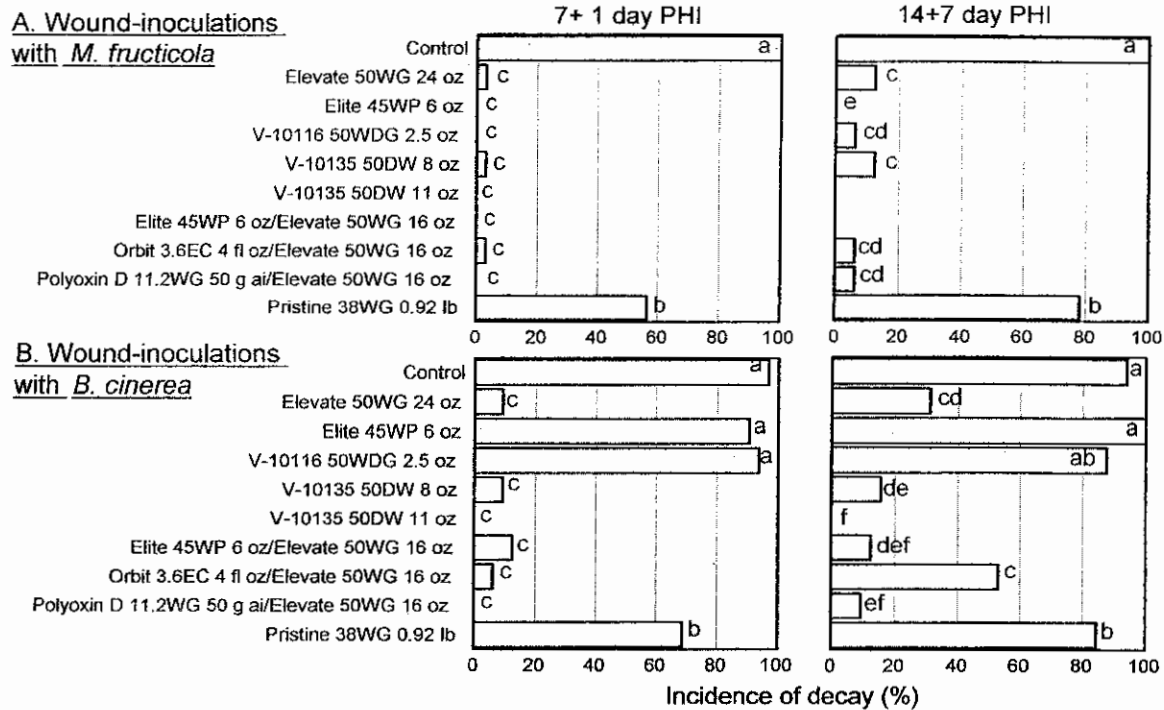 7+ 1 day PHI 14+7 day PHI
A. Wound-inoculations
with M. fructicola
Control a a
Elevate 50WG 24 oz c c
Elite 45WP 6 oz c e
V-10116 50WDG 2.5 oz c cd
V-10135 50DW 8 oz c c
V-10135 50DW 11 oz c
Elite 45WP 6 oz/Elevate 50WG 16 oz c
Orbit 3.6EC 4 fl oz/Elevate 50WG 16 oz c cd
Polyoxin D 11.2WG 50 g ai/Elevate 50WG 16 oz c cd
Pristine 38WG 0.92 lb b b
0 20 40 60 80 100 0 20 40 60 80 100
B. Wound-inoculations
with B. cinerea
Control a a
Elevate 50WG 24 oz c cd
Elite 45WP 6 oz a a
V-10116 50WDG 2.5 oz a ab
V-10135 50DW 8 oz c de
V-10135 50DW 11 oz c f
Elite 45WP 6 oz/Elevate 50WG 16 oz c def
Orbit 3.6EC 4 fl oz/Elevate 50WG 16 oz c c
Polyoxin D 11.2WG 50 g ai/Elevate 50WG 16 oz c ef
Pristine 38WG 0.92 lb b b
0 20 40 60 80 100 0 20 40 60 80 100
Incidence of decay (%)